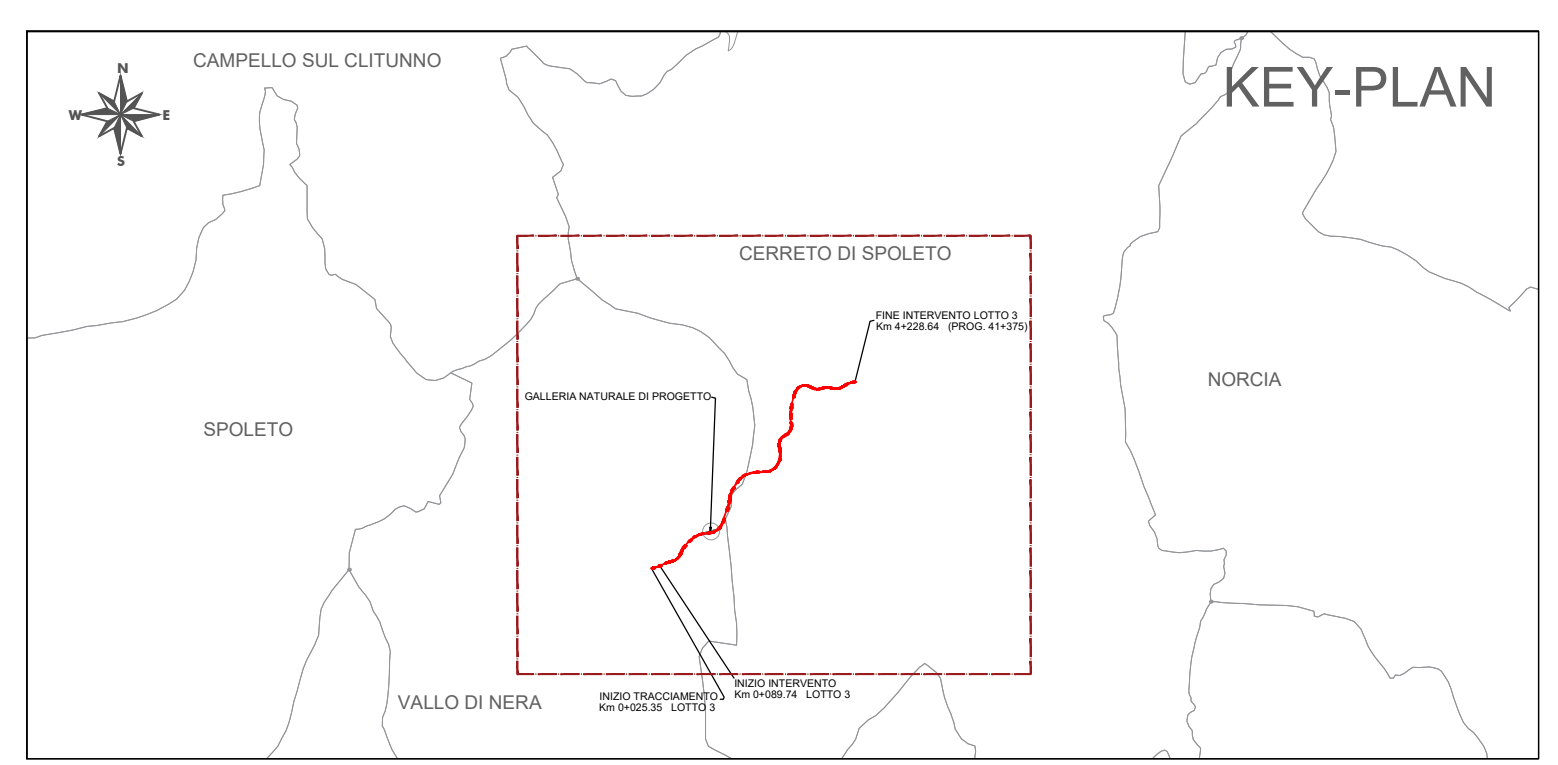 CAMPELLO SUL CLITUNNO
KEY-PLAN
N
W
E
S
CERRETO DI SPOLETO
FINE INTERVENTO LOTTO 3
Km 4+228.64 (PROG. 41+375)
NORCIA
GALLERIA NATURALE DI PROGETTO
SPOLETO
VALLO DI NERA
INIZIO TRACCIAMENTO
Km 0+025.35 LOTTO 3
INIZIO INTERVENTO
Km 0+089.74 LOTTO 3